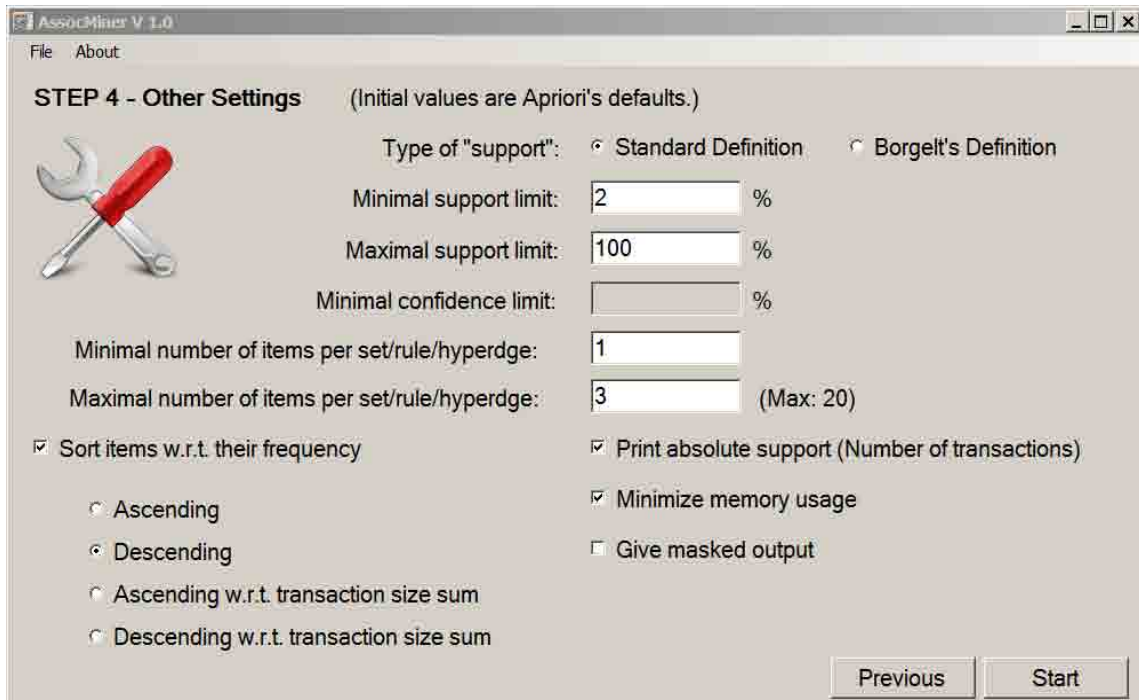 AssocMiner V 1.0
File About
STEP 4 - Other Settings (Initial values are Apriori's defaults.)
Type of "support": Standard Definition Borgelt's Definition
Minimal support limit: 2 %
Maximal support limit: 100 %
Minimal confidence limit: %
Minimal number of items per set/rule/hyperdge: 1
Maximal number of items per set/rule/hyperdge: 3 (Max: 20)
Sort items w.r.t. their frequency Print absolute support (Number of transactions)
Ascending Minimize memory usage
Descending Give masked output
Ascending w.r.t. transaction size sum
Descending w.r.t. transaction size sum
Previous Start